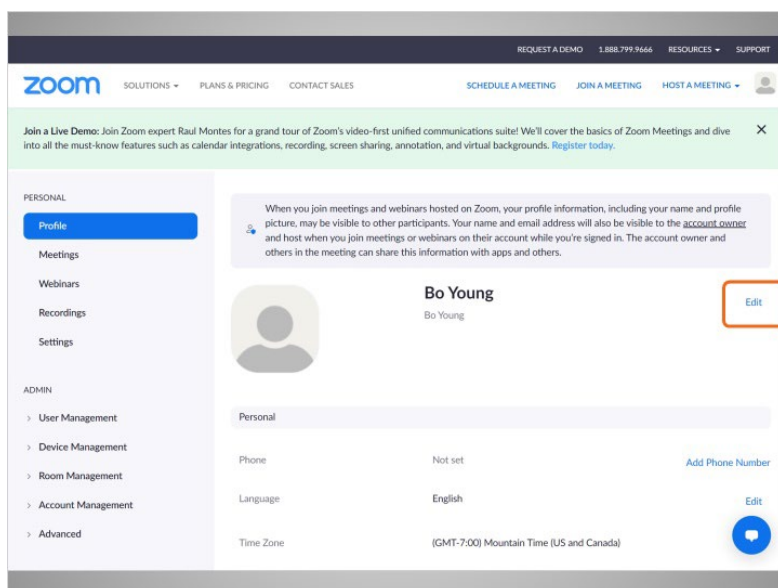 REQUEST A DEMO 1.888.799.9666 RESOURCES SUPPORT
zoom SOLUTIONS PLANS & PRICING CONTACT SALES SCHEDULE A MEETING JOIN A MEETING HOST A MEETING
Join a Live Demo: Join Zoom expert Raul Montes for a grand tour of Zoom's video-first unified communications suite! We'll cover the basics of Zoom Meetings and dive
into all the must-know features such as calendar integrations, recording, screen sharing, annotation, and virtual backgrounds. Register today.
PERSONAL
Profile
Meetings
Webinars
Recordings
Settings
ADMIN
User Management
Device Management
Room Management
Account Management
Advanced
When you join meetings and webinars hosted on Zoom, your profile information, including your name and profile
picture, may be visible to other participants. Your name and email address will also be visible to the account owner
and host when you join meetings or webinars on their account while you're signed in. The account owner and
others in the meeting can share this information with apps and others.
Bo Young
Bo Young
Edit
Personal
Phone Not set Add Phone Number
Language English Edit
Time Zone (GMT-7:00) Mountain Time (US and Canada)